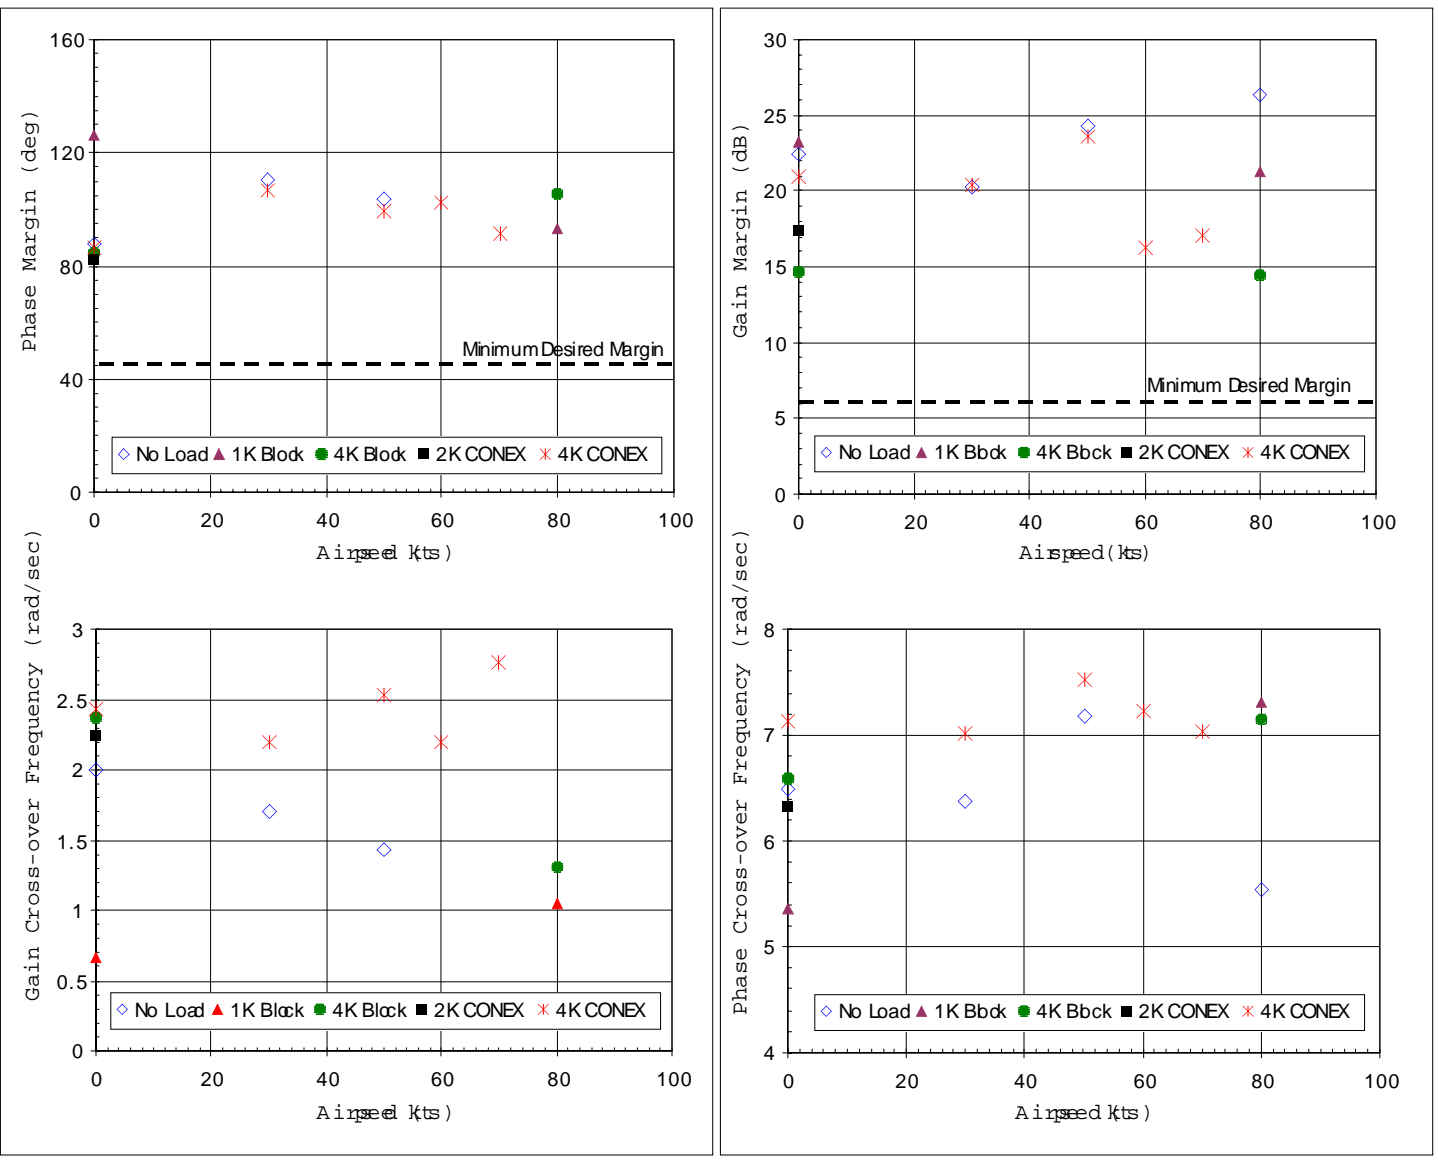 160
120
80
40
0
0 20 40 60 80 100
Phase Margin (deg)
Minimum Desired Margin
No Load 1K Block 4K Block 2K CONEX 4K CONEX
Airspeed (kts)
30
25
20
15
10
5
0
0 20 40 60 80 100
Gain Margin (dB)
Minimum Desired Margin
No Load 1K Block 4K Block 2K CONEX 4K CONEX
Airspeed (kts)
3
2.5
2
1.5
1
0.5
0
0 20 40 60 80 100
Gain Cross-over Frequency (rad/sec)
No Load 1K Block 4K Block 2K CONEX 4K CONEX
Airspeed (kts)
8
7
6
5
4
0 20 40 60 80 100
Phase Cross-over Frequency (rad/sec)
No Load 1K Block 4K Block 2K CONEX 4K CONEX
Airspeed (kts)